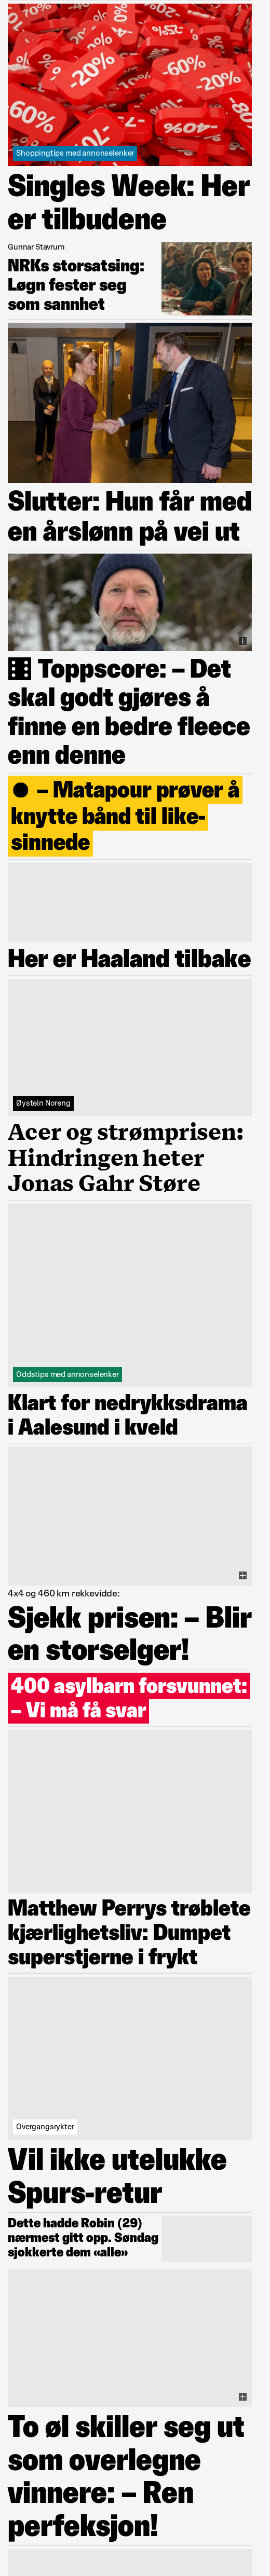 Shoppingtips med annonselenker
Singles Week: Her
er tilbudene
Gunnar Stavrum
NRKs storsatsing:
Løgn fester seg
som sannhet
Slutter: Hun får med
en årslønn på vei ut
Toppscore: – Det
skal godt gjøres å
finne en bedre fleece
enn denne
– Matapour prøver å
knytte bånd til like-
sinnede
Her er Haaland tilbake
Øystein Noreng
Acer og strømprisen:
Hindringen heter
Jonas Gahr Støre
Oddstips med annonselenker
Klart for nedrykksdrama
i Aalesund i kveld
4x4 og 460 km rekkevidde:
Sjekk prisen: – Blir
en storselger!
400 asylbarn forsvunnet:
– Vi må få svar
Matthew Perrys trøblete
kjærlighetsliv: Dumpet
superstjerne i frykt
Overgangsrykter
Vil ikke utelukke
Spurs-retur
Dette hadde Robin (29)
nærmest gitt opp. Søndag
sjokkerte dem «alle»
To øl skiller seg ut
som overlegne
vinnere: – Ren
perfeksjon!